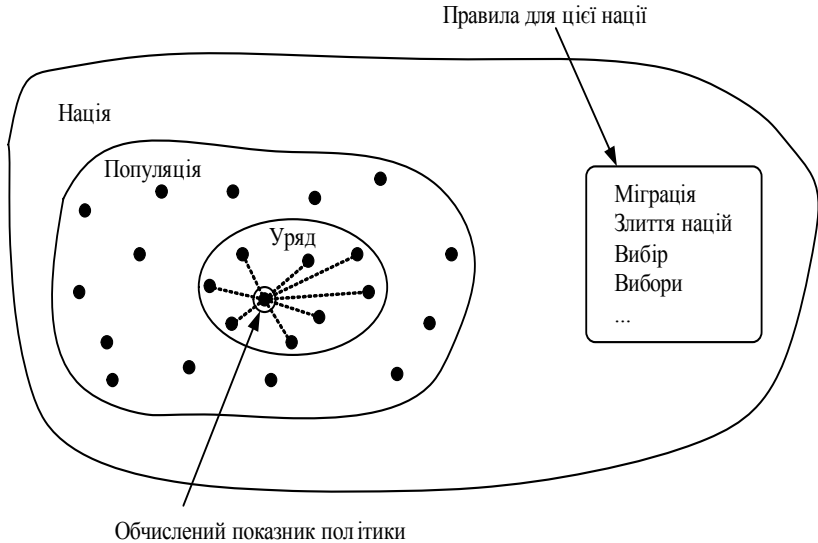 Правила для цієї нації
Нація
Популяція
Уряд
Міграція
Злиття націй
Вибір
Вибори
...
Обчислений показник політики